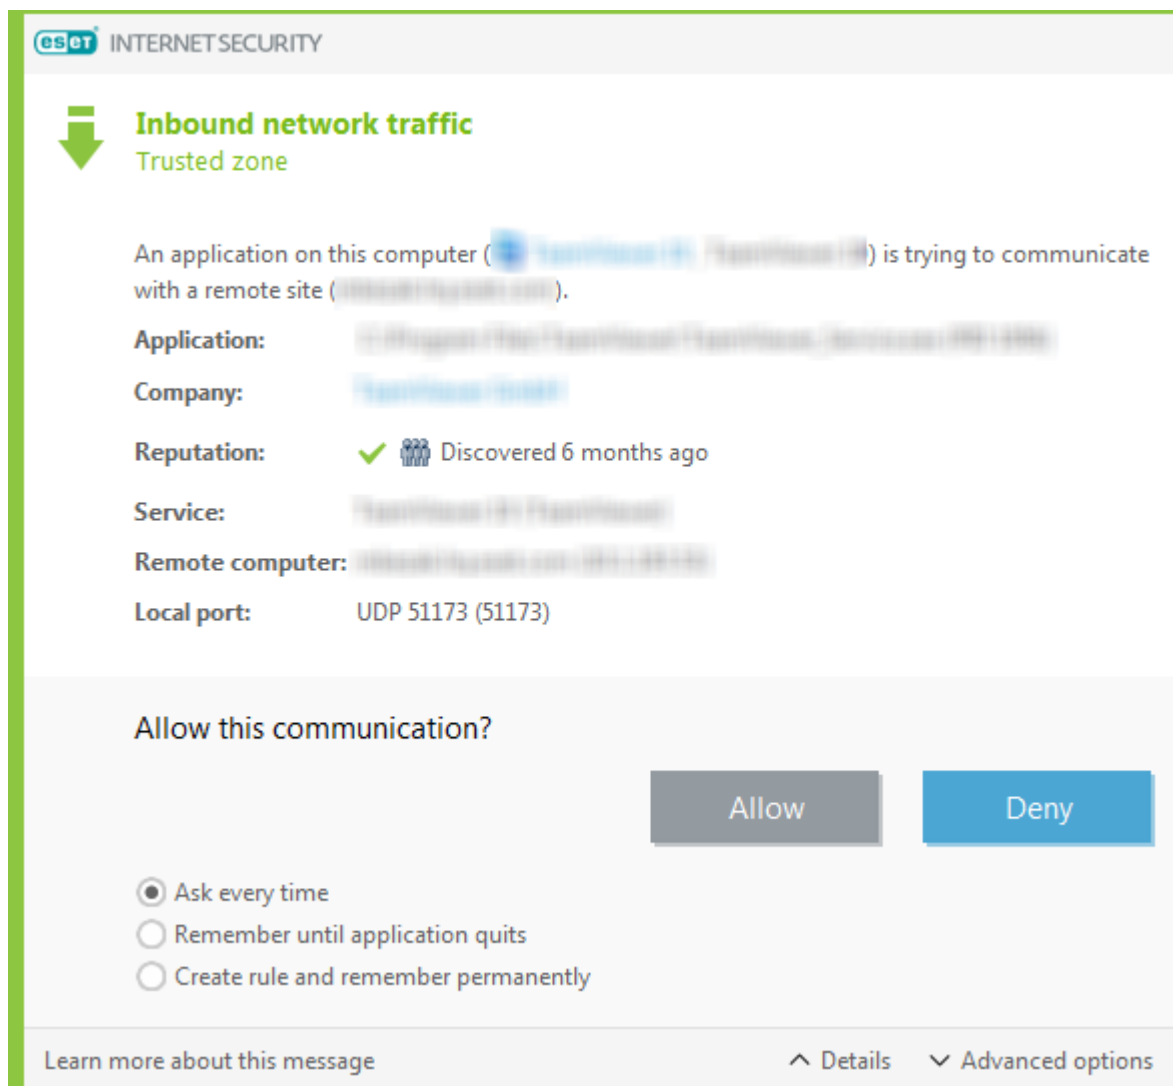 eset INTERNET SECURITY
Inbound network traffic
Trusted zone
An application on this computer ( ) is trying to communicate
with a remote site ( ).
Application:
Company:
Reputation: Discovered 6 months ago
Service:
Remote computer:
Local port: UDP 51173 (51173)
Allow this communication?
Allow Deny
Ask every time
Remember until application quits
Create rule and remember permanently
Learn more about this message Details Advanced options